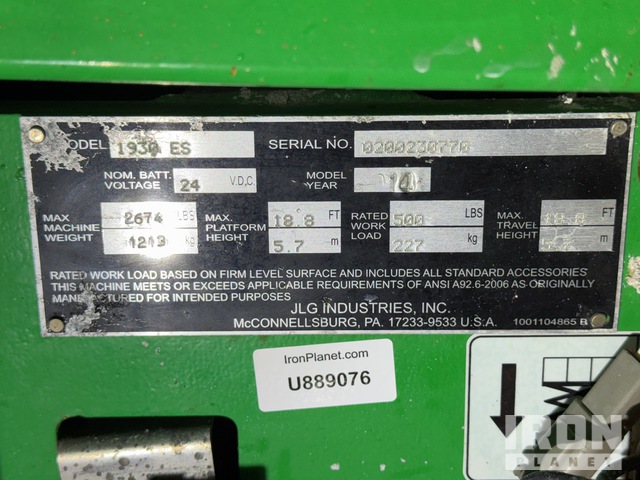 MODEL 1930 ES SERIAL NO. 0200230776
NOM. BATT. VOLTAGE 24 V.D.C. MODEL YEAR
MAX MACHINE WEIGHT 2674 LBS 1213 kg MAX. PLATFORM HEIGHT 18.8 FT 5.7 m RATED WORK LOAD 500 LBS 227 kg MAX. TRAVEL HEIGHT 18.8 FT 5.7 m
RATED WORK LOAD BASED ON FIRM LEVEL SURFACE AND INCLUDES ALL STANDARD ACCESSORIES
THIS MACHINE MEETS OR EXCEEDS APPLICABLE REQUIREMENTS OF ANSI A92.6-2006 AS ORIGINALLY
MANUFACTURED FOR INTENDED PURPOSES
JLG INDUSTRIES, INC.
McCONNELLSBURG, PA. 17233-9533 U.S.A. 1001104865 B
IronPlanet.com
U889076
IRON
PLANET